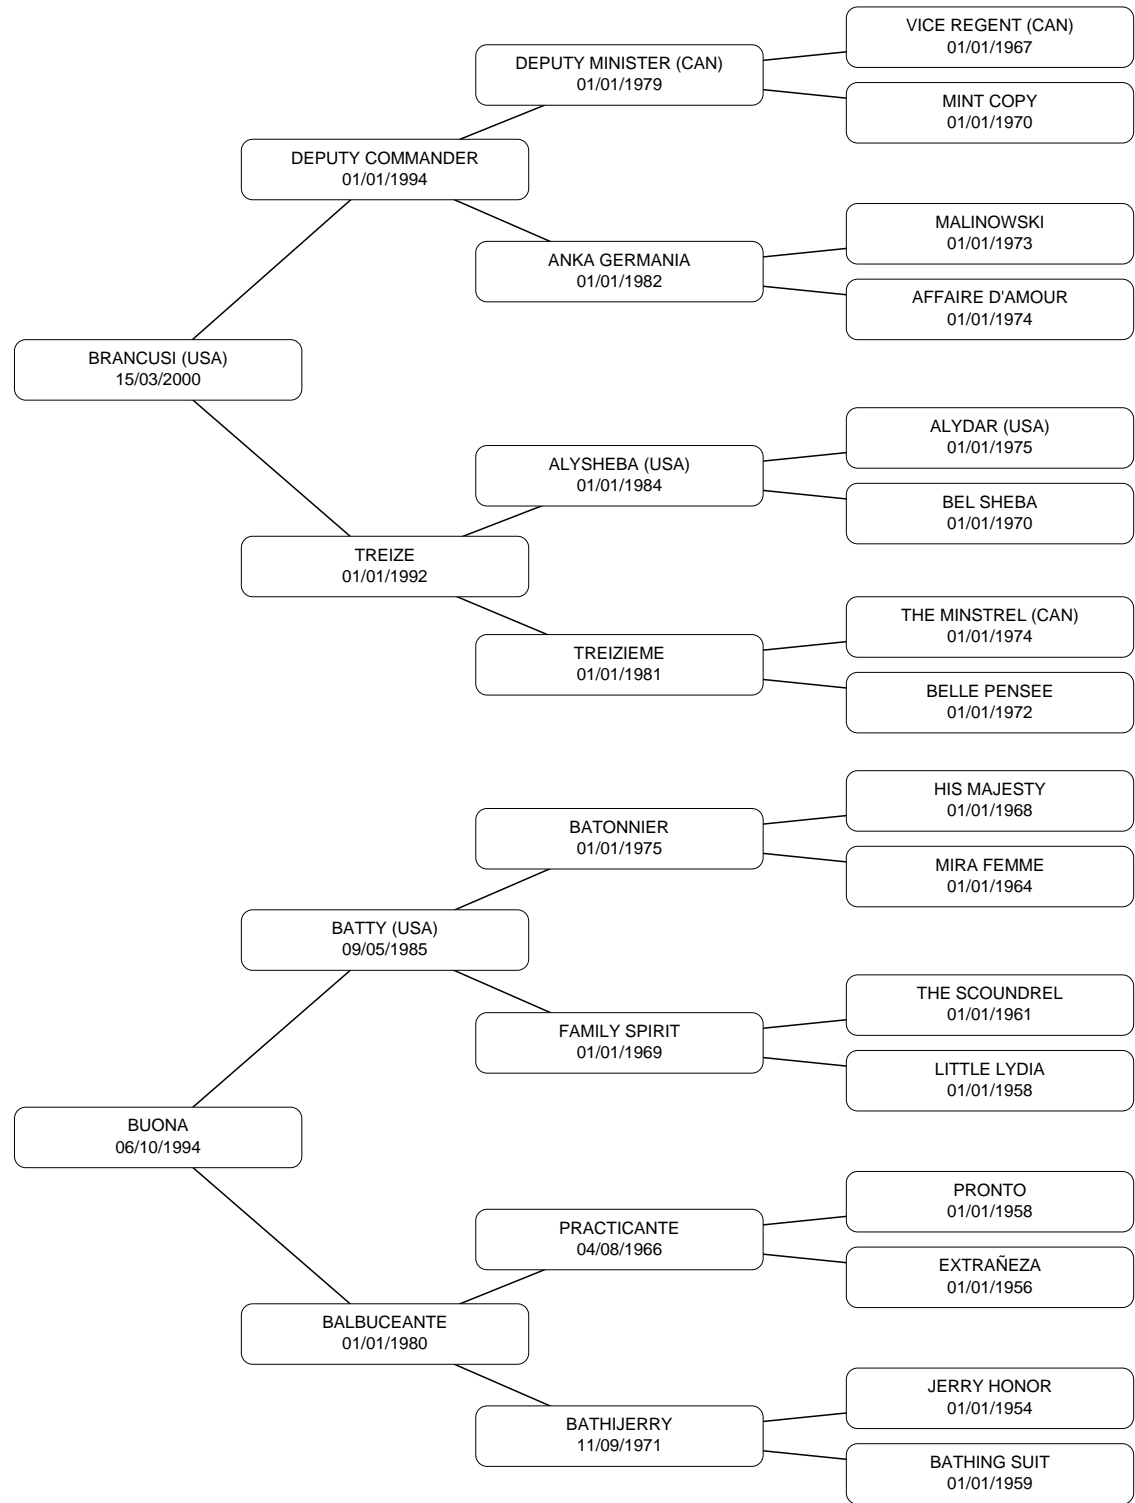 VICE REGENT (CAN)
01/01/1967
DEPUTY MINISTER (CAN)
01/01/1979
MINT COPY
01/01/1970
DEPUTY COMMANDER
01/01/1994
MALINOWSKI
01/01/1973
ANKA GERMANIA
01/01/1982
AFFAIRE D'AMOUR
01/01/1974
BRANCUSI (USA)
15/03/2000
ALYDAR (USA)
01/01/1975
ALYSHEBA (USA)
01/01/1984
BEL SHEBA
01/01/1970
TREIZE
01/01/1992
THE MINSTREL (CAN)
01/01/1974
TREIZIEME
01/01/1981
BELLE PENSEE
01/01/1972
HIS MAJESTY
01/01/1968
BATONNIER
01/01/1975
MIRA FEMME
01/01/1964
BATTY (USA)
09/05/1985
THE SCOUNDREL
01/01/1961
FAMILY SPIRIT
01/01/1969
LITTLE LYDIA
01/01/1958
BUONA
06/10/1994
PRONTO
01/01/1958
PRACTICANTE
04/08/1966
EXTRAÑEZA
01/01/1956
BALBUCEANTE
01/01/1980
JERRY HONOR
01/01/1954
BATHIJERRY
11/09/1971
BATHING SUIT
01/01/1959